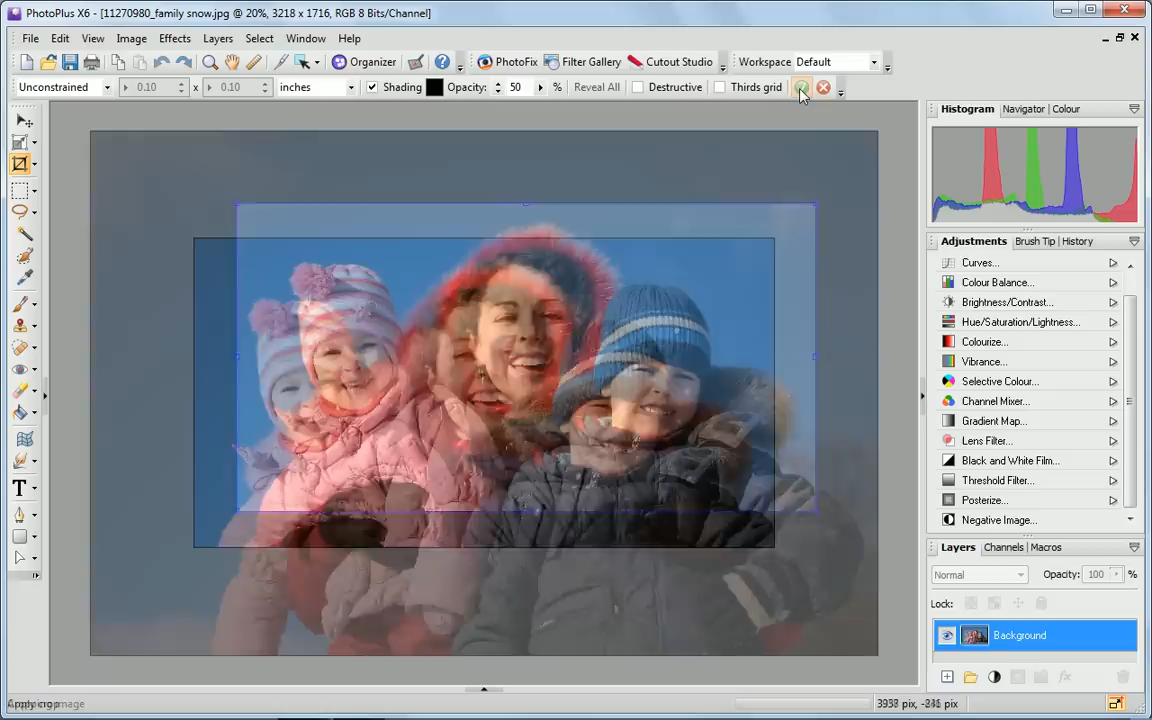 PhotoPlus X6 - [11270980_family snow.jpg @ 20%, 3218 x 1716, RGB 8 Bits/Channel]
File Edit View Image Effects Layers Select Window Help
Organizer PhotoFix Filter Gallery Cutout Studio Workspace Default
Unconstrained 0.10 x 0.10 inches Shading Opacity: 50 % Reveal All Destructive Thirds grid
Histogram Navigator Colour
Adjustments Brush Tip History
Curves...
Colour Balance...
Brightness/Contrast...
Hue/Saturation/Lightness...
Colourize...
Vibrance...
Selective Colour...
Channel Mixer...
Gradient Map...
Lens Filter...
Black and White Film...
Threshold Filter...
Posterize...
Negative Image...
Layers Channels Macros
Normal Opacity: 100 %
Lock:
Background
T
pix, pix